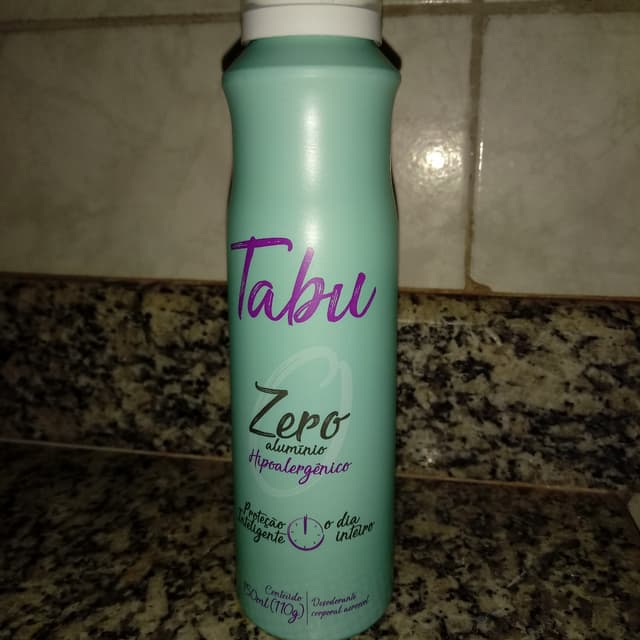 Tabu
Zero
alumínio
Hipoalergênico
Proteção o dia
inteligente inteiro
Conteúdo
150ml (110g)
Desodorante
corporal aerosol